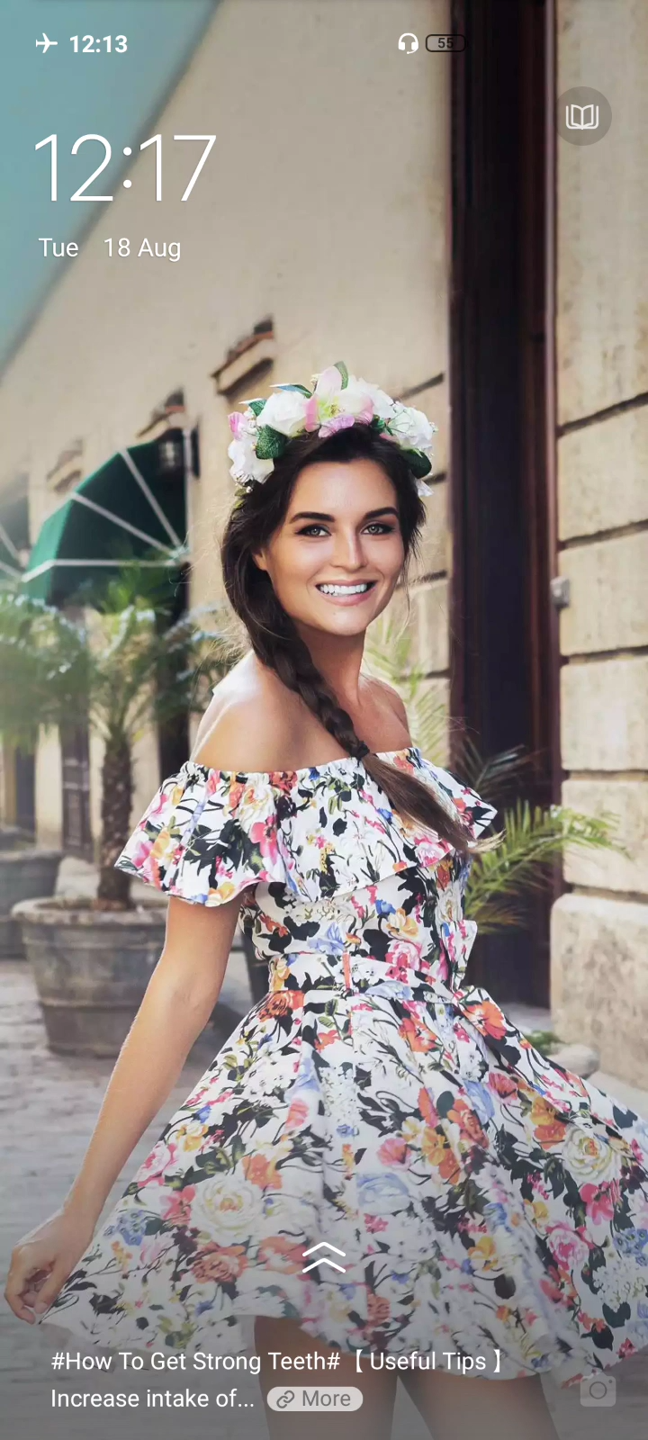 12:13
55
12:17
Tue 18 Aug
#How To Get Strong Teeth#【 Useful Tips 】
Increase intake of... More